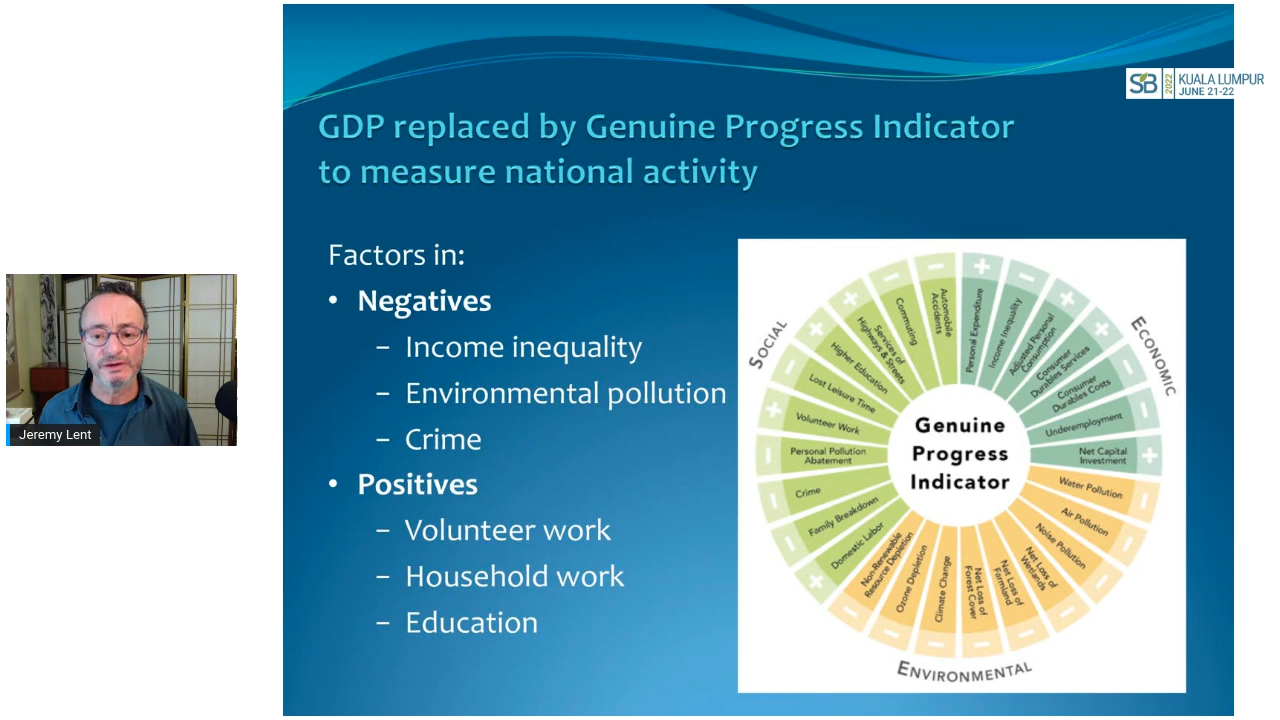 SB
2022
KUALA LUMPUR
JUNE 21-22
GDP replaced by Genuine Progress Indicator
to measure national activity
Factors in:
• Negatives
– Income inequality
– Environmental pollution
– Crime
• Positives
– Volunteer work
– Household work
– Education
Jeremy Lent
SOCIAL
ECONOMIC
ENVIRONMENTAL
Genuine
Progress
Indicator
Personal Expenditure
Income Inequality
Adjusted Personal
Consumption
Consumer
Durables Services
Consumer
Durables Costs
Underemployment
Net Capital
Investment
Water Pollution
Air Pollution
Noise Pollution
Net Loss of
Wetlands
Net Loss of
Farmland
Net Loss of
Forest Cover
Climate Change
Ozone Depletion
Non-Renewable
Resource Depletion
Domestic Labor
Family Breakdown
Crime
Personal Pollution
Abatement
Volunteer Work
Lost Leisure Time
Higher Education
Services of
Highways & Streets
Commuting
Automobile
Accidents